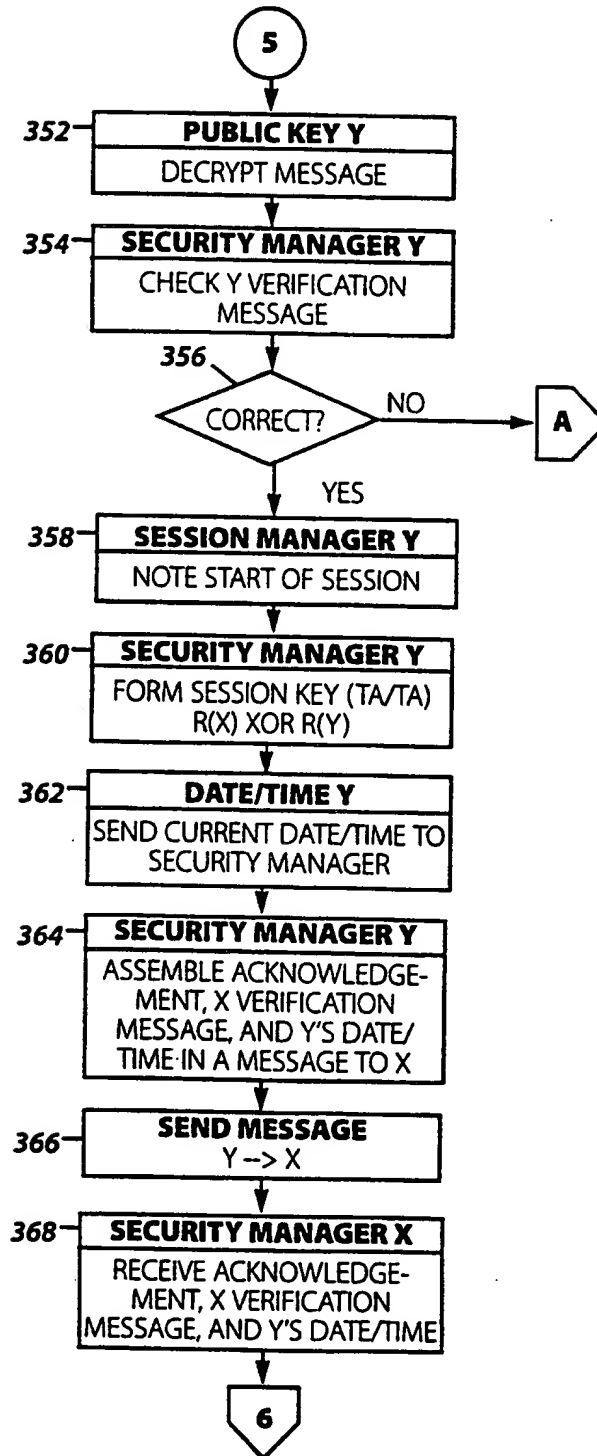 5
352
PUBLIC KEY Y
DECRYPT MESSAGE
354
SECURITY MANAGER Y
CHECK Y VERIFICATION
MESSAGE
356
CORRECT?
NO
A
YES
358
SESSION MANAGER Y
NOTE START OF SESSION
360
SECURITY MANAGER Y
FORM SESSION KEY (TA/TA)
R(X) XOR R(Y)
362
DATE/TIME Y
SEND CURRENT DATE/TIME TO
SECURITY MANAGER
364
SECURITY MANAGER Y
ASSEMBLE ACKNOWLEDGE-
MENT, X VERIFICATION
MESSAGE, AND Y'S DATE/
TIME IN A MESSAGE TO X
366
SEND MESSAGE
Y --> X
368
SECURITY MANAGER X
RECEIVE ACKNOWLEDGE-
MENT, X VERIFICATION
MESSAGE, AND Y'S DATE/TIME
6